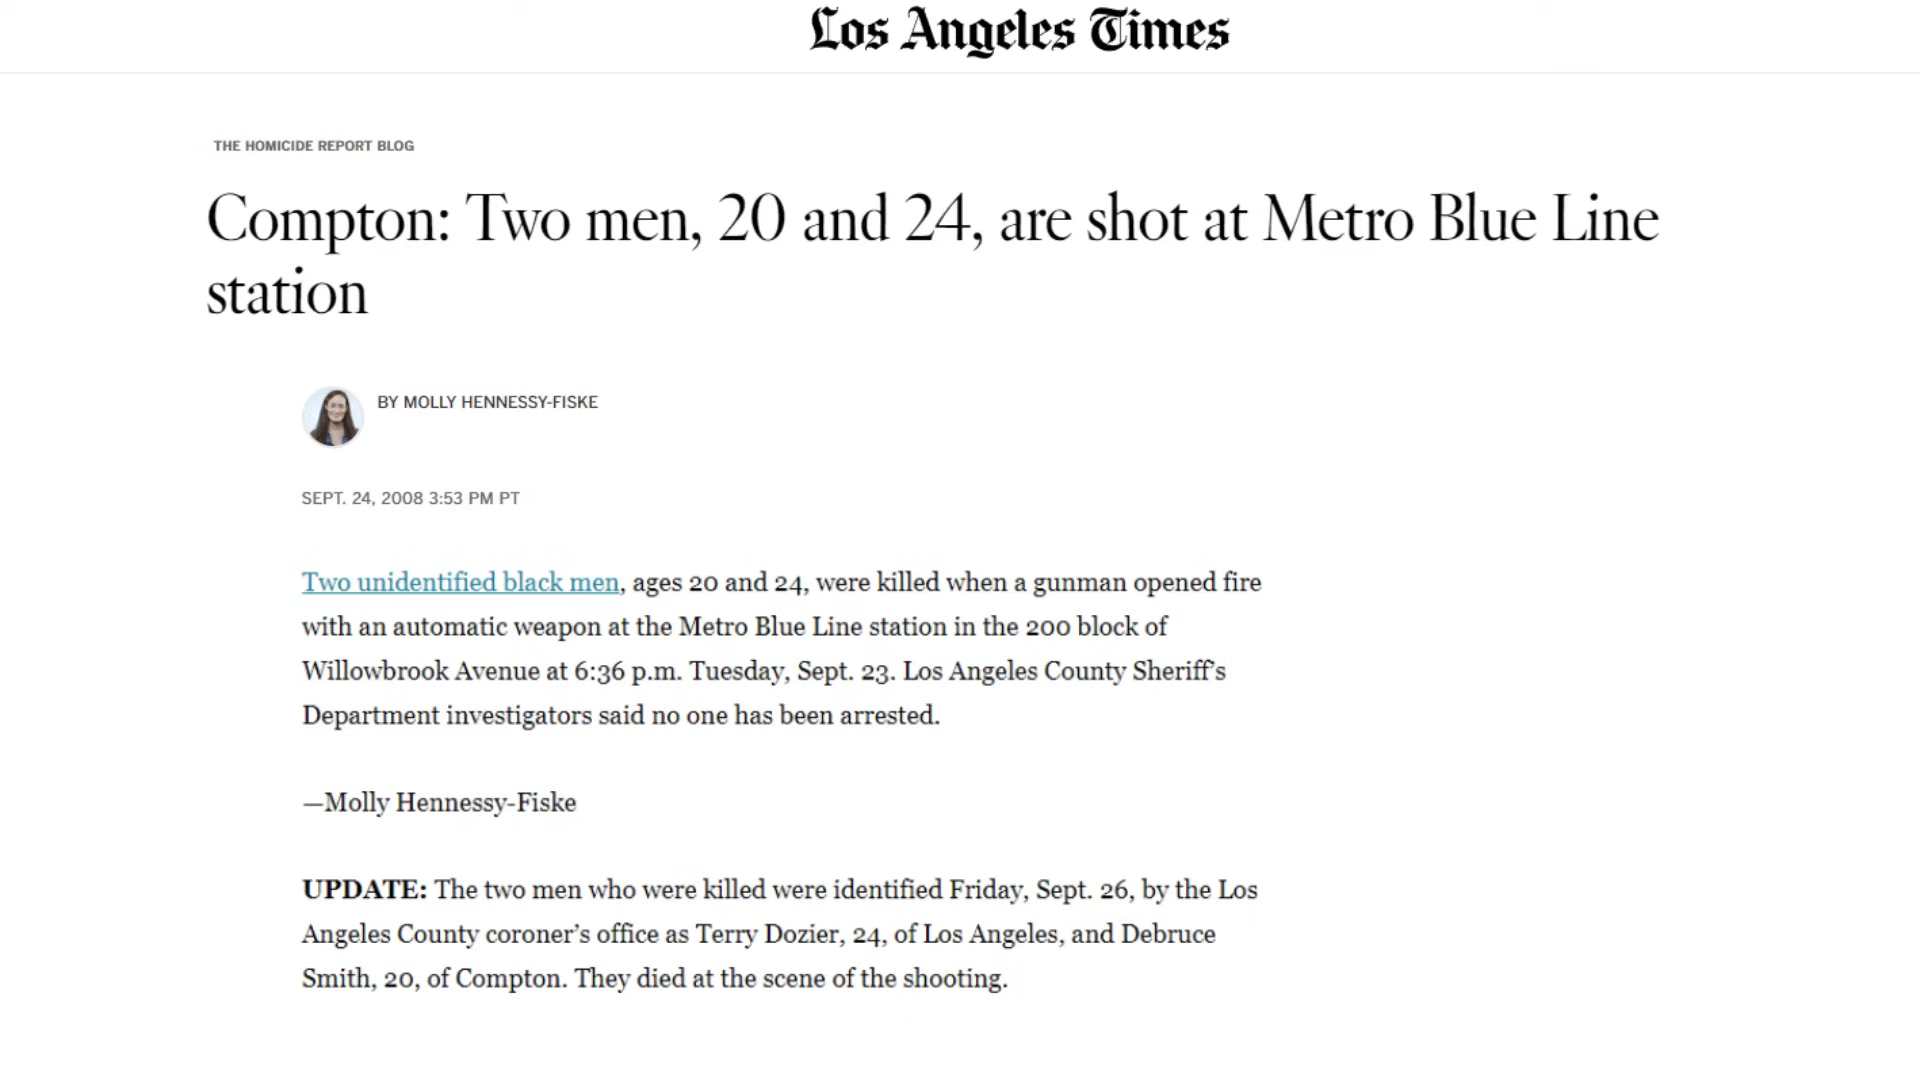 Los Angeles Times
THE HOMICIDE REPORT BLOG
Compton: Two men, 20 and 24, are shot at Metro Blue Line
station
BY MOLLY HENNESSY-FISKE
SEPT. 24, 2008 3:53 PM PT
Two unidentified black men, ages 20 and 24, were killed when a gunman opened fire
with an automatic weapon at the Metro Blue Line station in the 200 block of
Willowbrook Avenue at 6:36 p.m. Tuesday, Sept. 23. Los Angeles County Sheriff’s
Department investigators said no one has been arrested.
—Molly Hennessy-Fiske
UPDATE: The two men who were killed were identified Friday, Sept. 26, by the Los
Angeles County coroner’s office as Terry Dozier, 24, of Los Angeles, and Debruce
Smith, 20, of Compton. They died at the scene of the shooting.